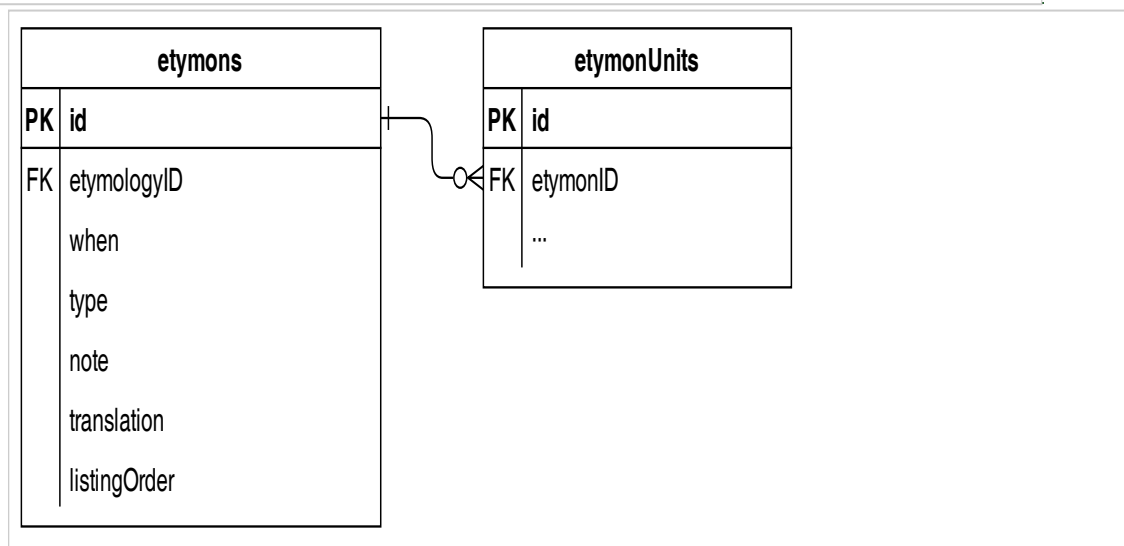 etymons
PK id
FK etymologyID
when
type
note
translation
listingOrder
etymonUnits
PK id
FK etymonID
...